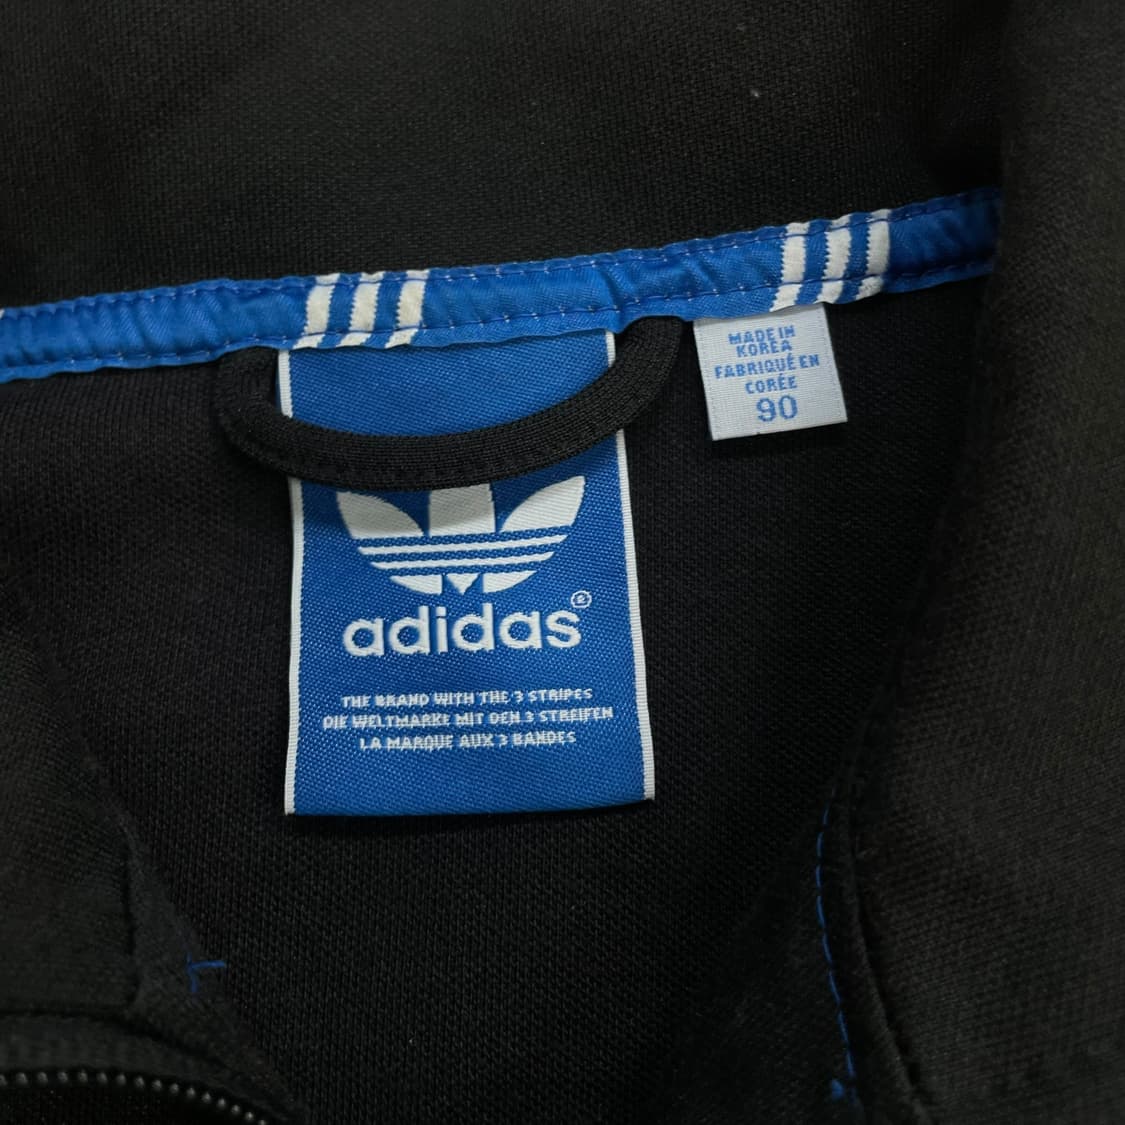 MADE IN
KOREA
FABRIQUÉ EN
CORÉE
90
adidas®
THE BRAND WITH THE 3 STRIPES
DIE WELTMARKE MIT DEN 3 STREIFEN
LA MARQUE AUX 3 BANDES